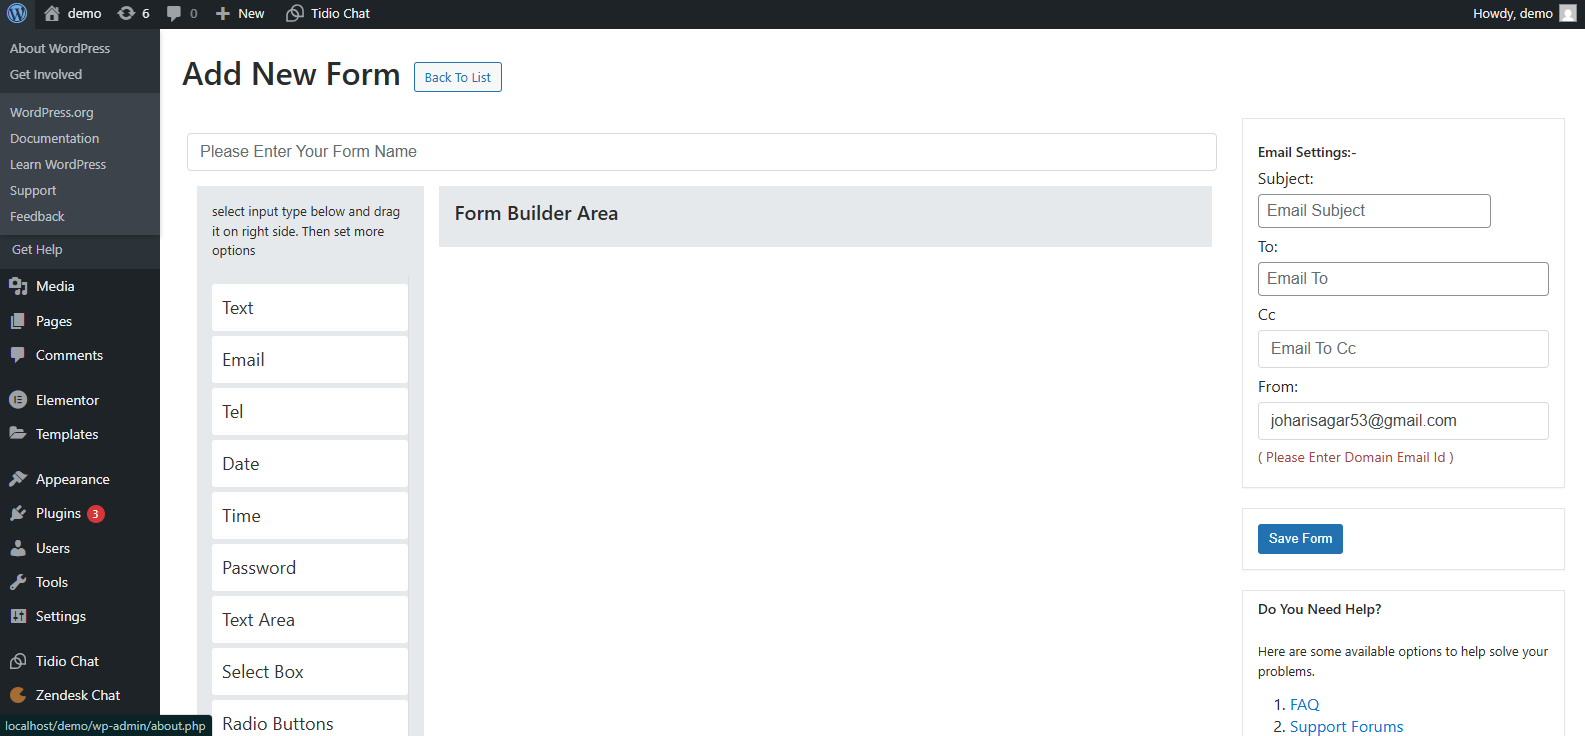 demo 6 0 New Tidio Chat Howdy, demo
About WordPress
Get Involved
WordPress.org
Documentation
Learn WordPress
Support
Feedback
Get Help
Media
Pages
Comments
Elementor
Templates
Appearance
Plugins 3
Users
Tools
Settings
Tidio Chat
Zendesk Chat
localhost/demo/wp-admin/about.php
Add New Form Back To List
Please Enter Your Form Name
select input type below and drag
it on right side. Then set more
options
Text
Email
Tel
Date
Time
Password
Text Area
Select Box
Radio Buttons
Form Builder Area
Email Settings:-
Subject:
Email Subject
To:
Email To
Cc
Email To Cc
From:
joharisagar53@gmail.com
( Please Enter Domain Email Id )
Save Form
Do You Need Help?
Here are some available options to help solve your
problems.
1. FAQ
2. Support Forums